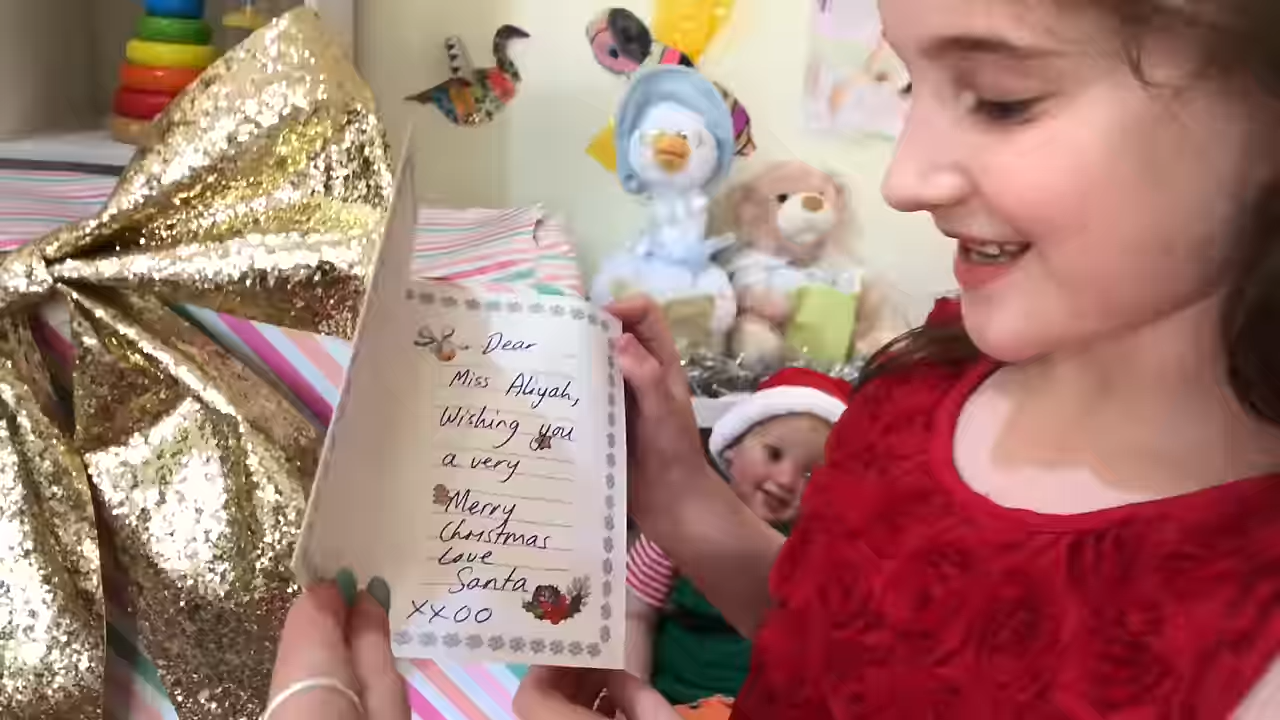 Dear
Miss Aliyah,
Wishing you
a very
Merry
Christmas
Love
Santa
XXOO